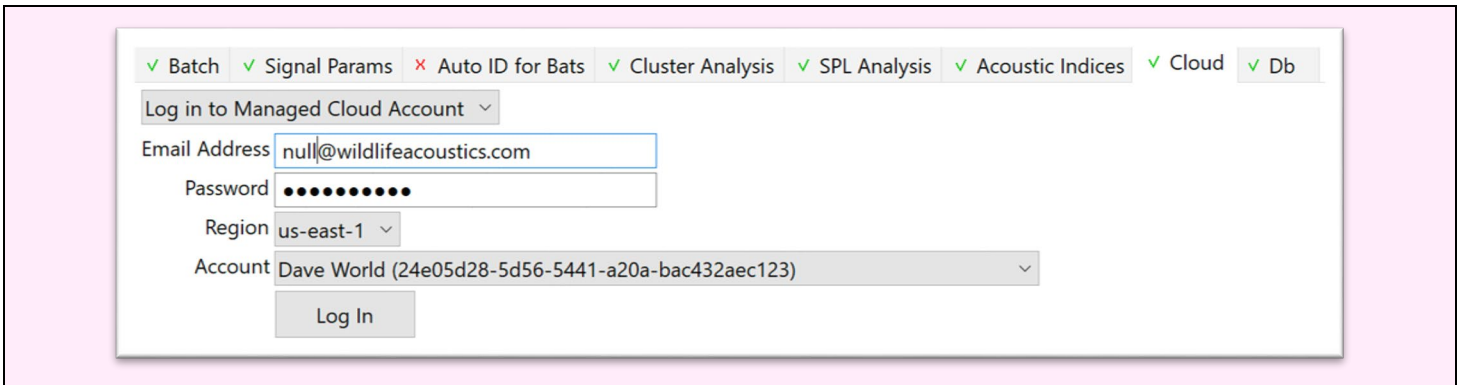 ✓ Batch ✓ Signal Params ✗ Auto ID for Bats ✓ Cluster Analysis ✓ SPL Analysis ✓ Acoustic Indices ✓ Cloud ✓ Db
Log in to Managed Cloud Account
Email Address null@wildlifeacoustics.com
Password ●●●●●●●●●●
Region us-east-1
Account Dave World (24e05d28-5d56-5441-a20a-bac432aec123)
Log In